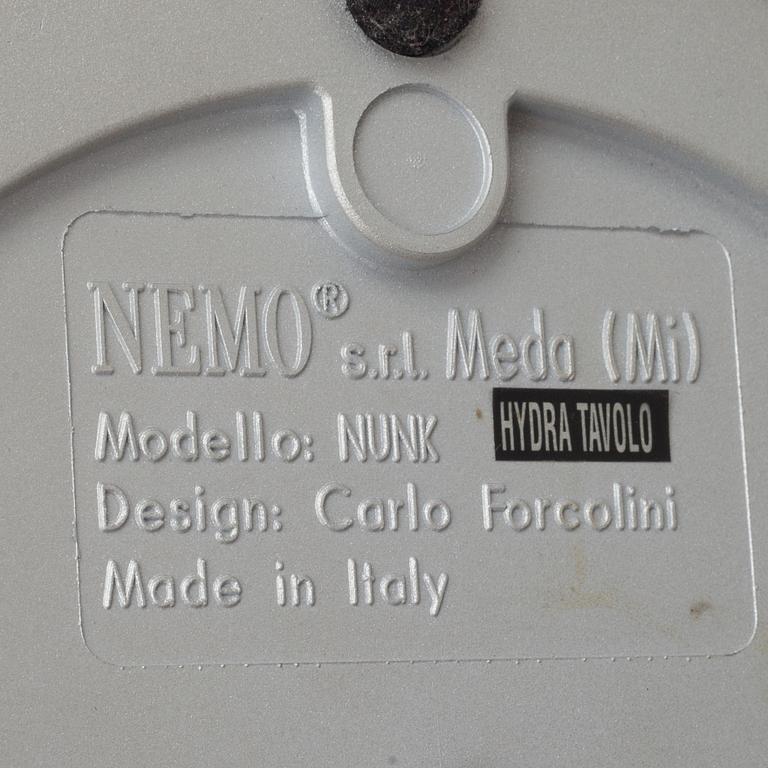 NEMO® s.r.l. Meda (Mi)
Modello: NUNK HYDRA TAVOLO
Design: Carlo Forcolini
Made in Italy